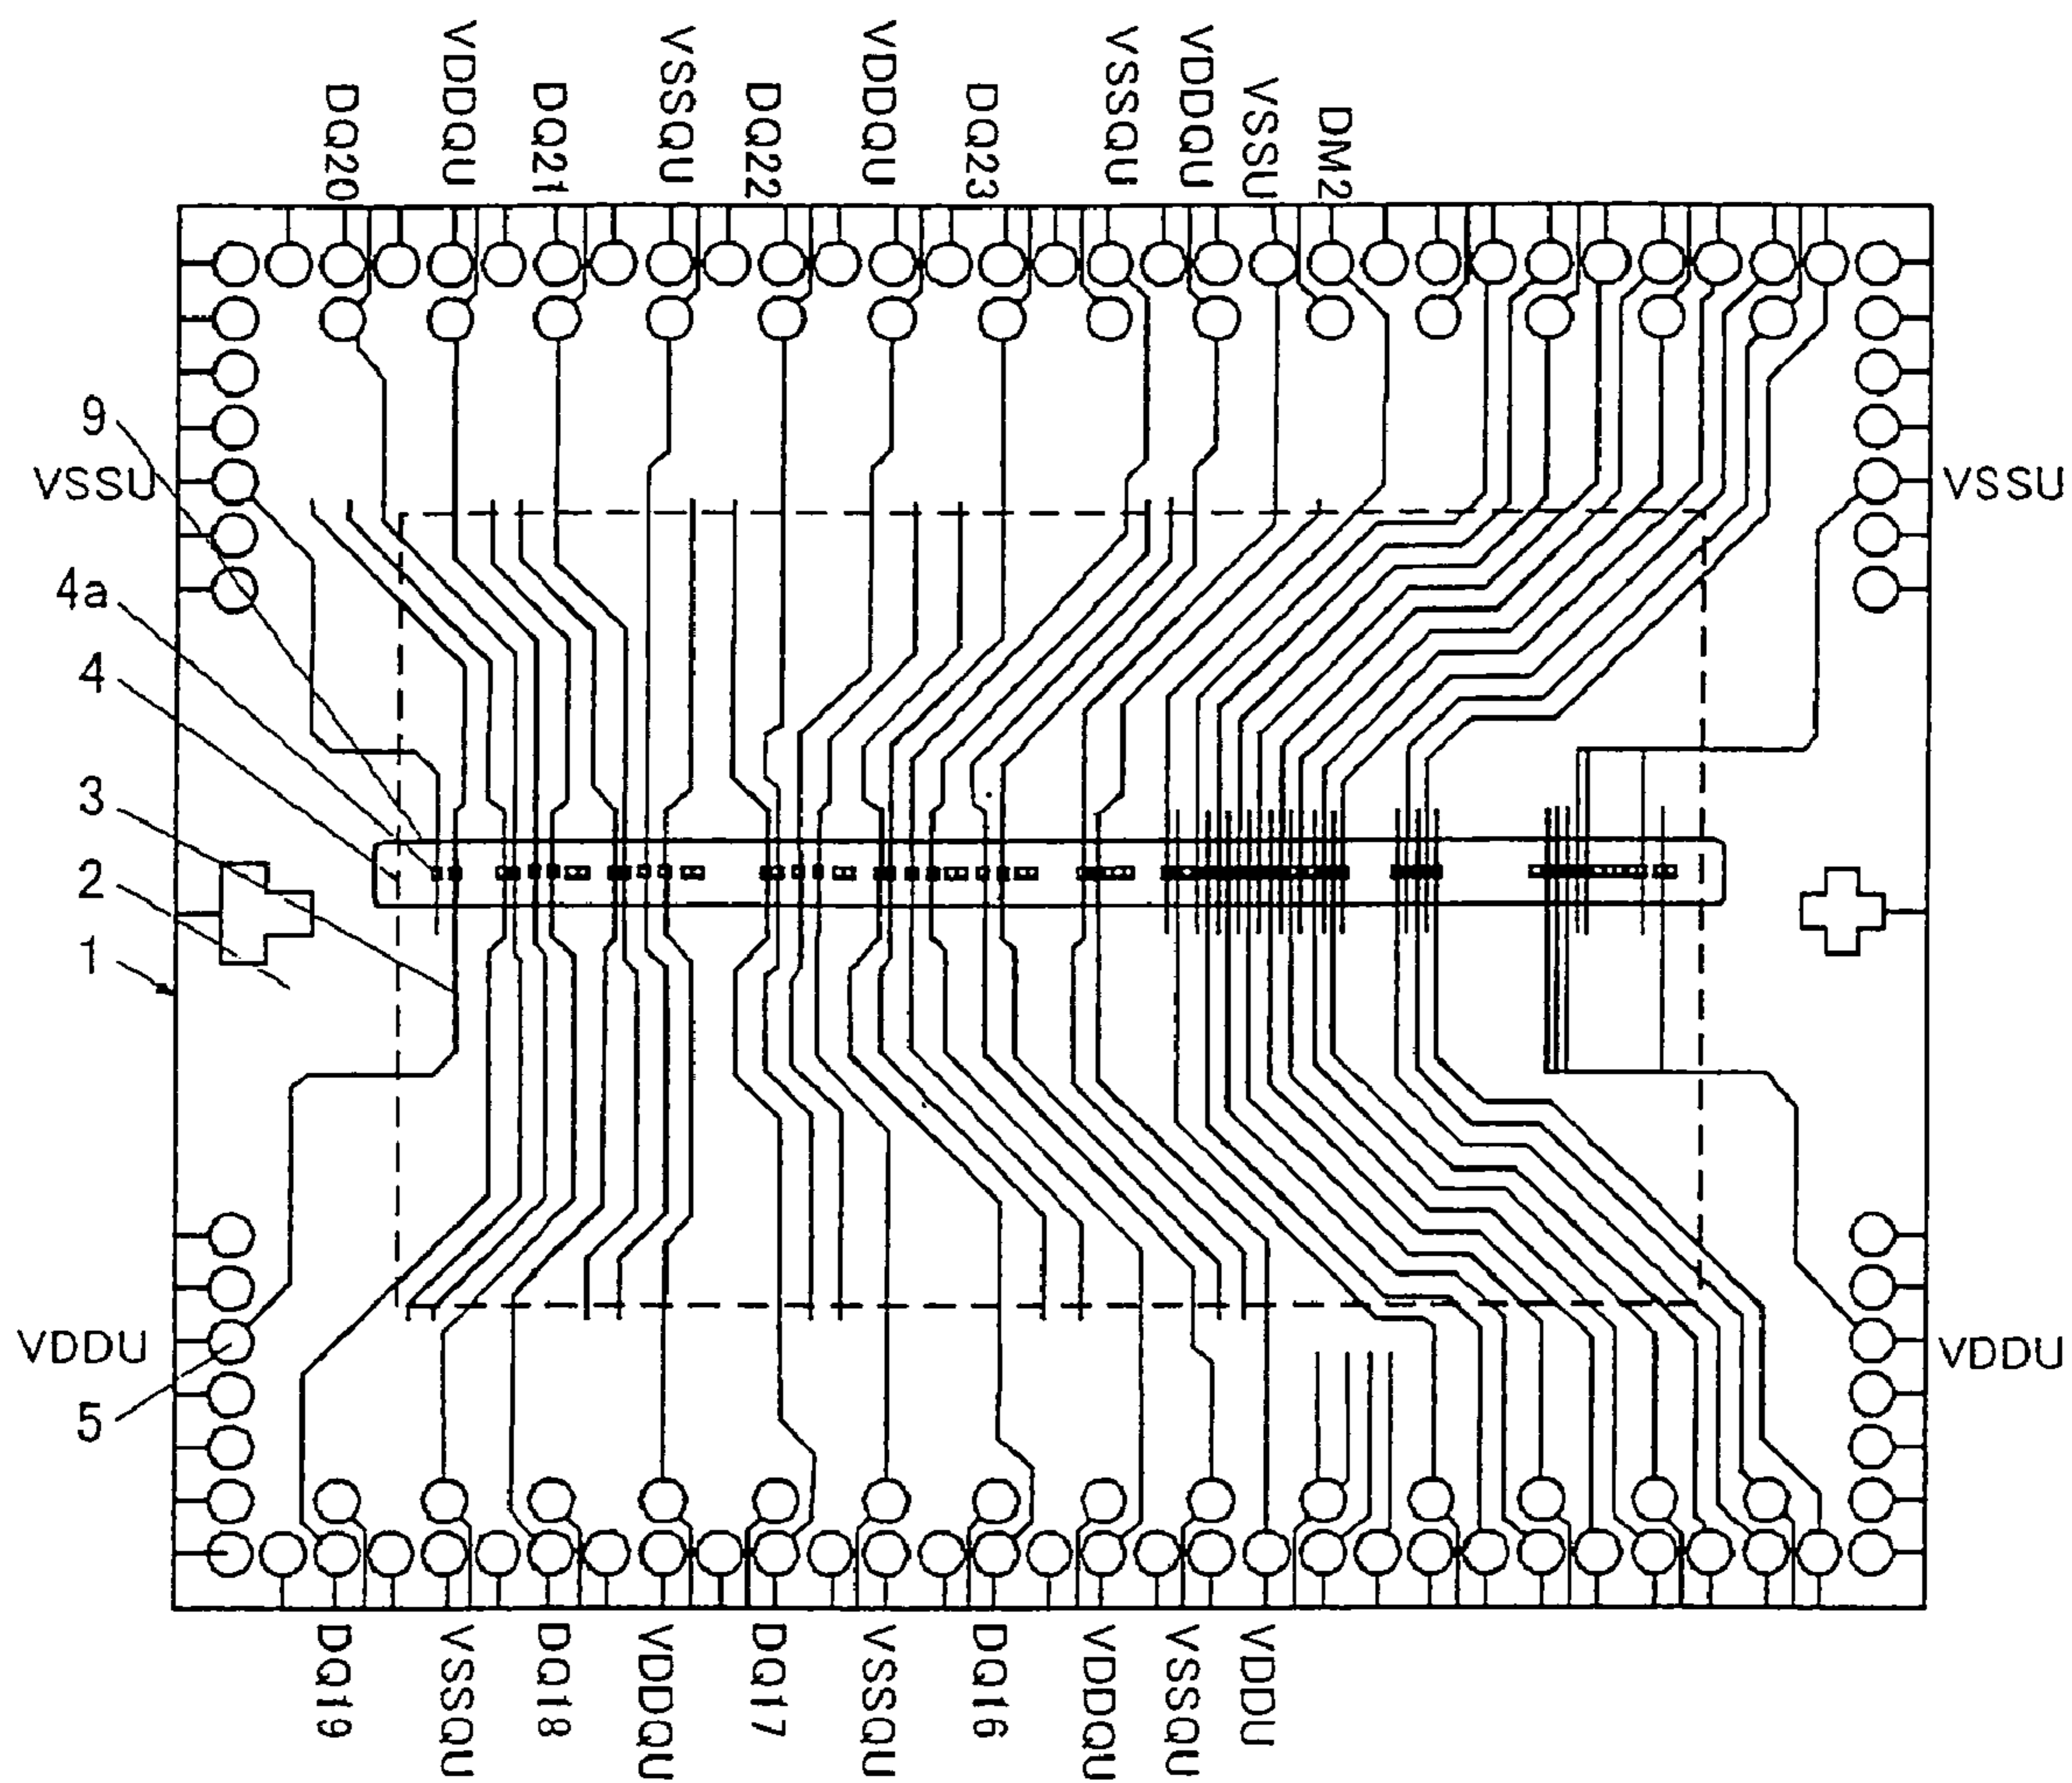 DQ20
VDDQU
DQ21
VSSQU
DQ22
VDDQU
DQ23
VSSQU
VDDQU
VSSU
DM2
9
VSSU
VSSU
4a
4
3
2
1
VDDU
VDDU
5
DQ19
VSSQU
DQ18
VDDQU
DQ17
VSSQU
DQ16
VDDQU
VSSQU
VDDU